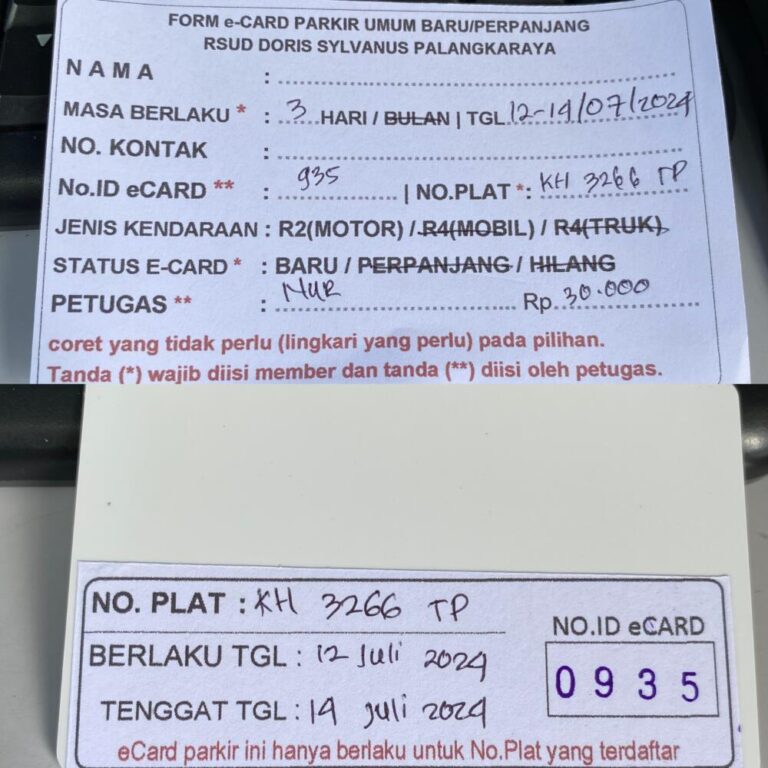 FORM e-CARD PARKIR UMUM BARU/PERPANJANG
RSUD DORIS SYLVANUS PALANGKARAYA
NAMA :
MASA BERLAKU * : 3 HARI / BULAN | TGL 12-14/07/2024
NO. KONTAK :
No.ID eCARD ** : 935 | NO.PLAT *: KH 3266 TP
JENIS KENDARAAN : R2(MOTOR) / R4(MOBIL) / R4(TRUK)
STATUS E-CARD * : BARU / PERPANJANG / HILANG
PETUGAS ** : NUR Rp. 30.000
coret yang tidak perlu (lingkari yang perlu) pada pilihan.
Tanda (*) wajib diisi member dan tanda (**) diisi oleh petugas.
NO. PLAT : KH 3266 TP
BERLAKU TGL : 12 Juli 2024
TENGGAT TGL : 14 Juli 2024
NO.ID eCARD
0935
eCard parkir ini hanya berlaku untuk No.Plat yang terdaftar